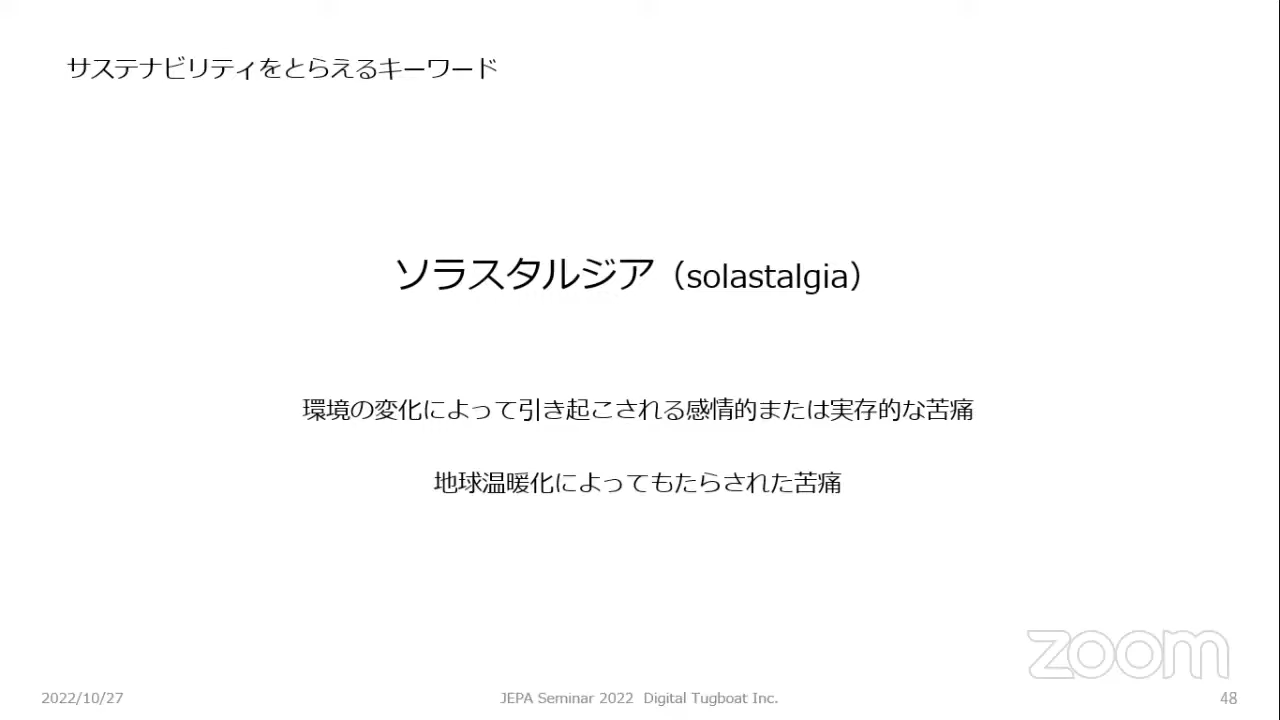 サステナビリティをとらえるキーワード
ソラスタルジア（solastalgia）
環境の変化によって引き起こされる感情的または実存的な苦痛
地球温暖化によってもたらされた苦痛
zoom
2022/10/27 JEPA Seminar 2022 Digital Tugboat Inc. 48